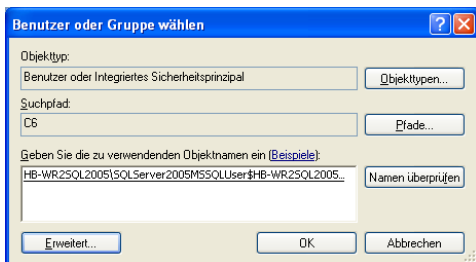 Benutzer oder Gruppe wählen
Objekttyp:
Benutzer oder Integriertes Sicherheitsprinzipal
Objekttypen...
Suchpfad:
C6
Pfade...
Geben Sie die zu verwendenden Objektnamen ein (Beispiele):
HB-WR2SQL2005\SQLServer2005MSSQLUser$HB-WR2SQL2005...
Namen überprüfen
Erweitert...
OK
Abbrechen